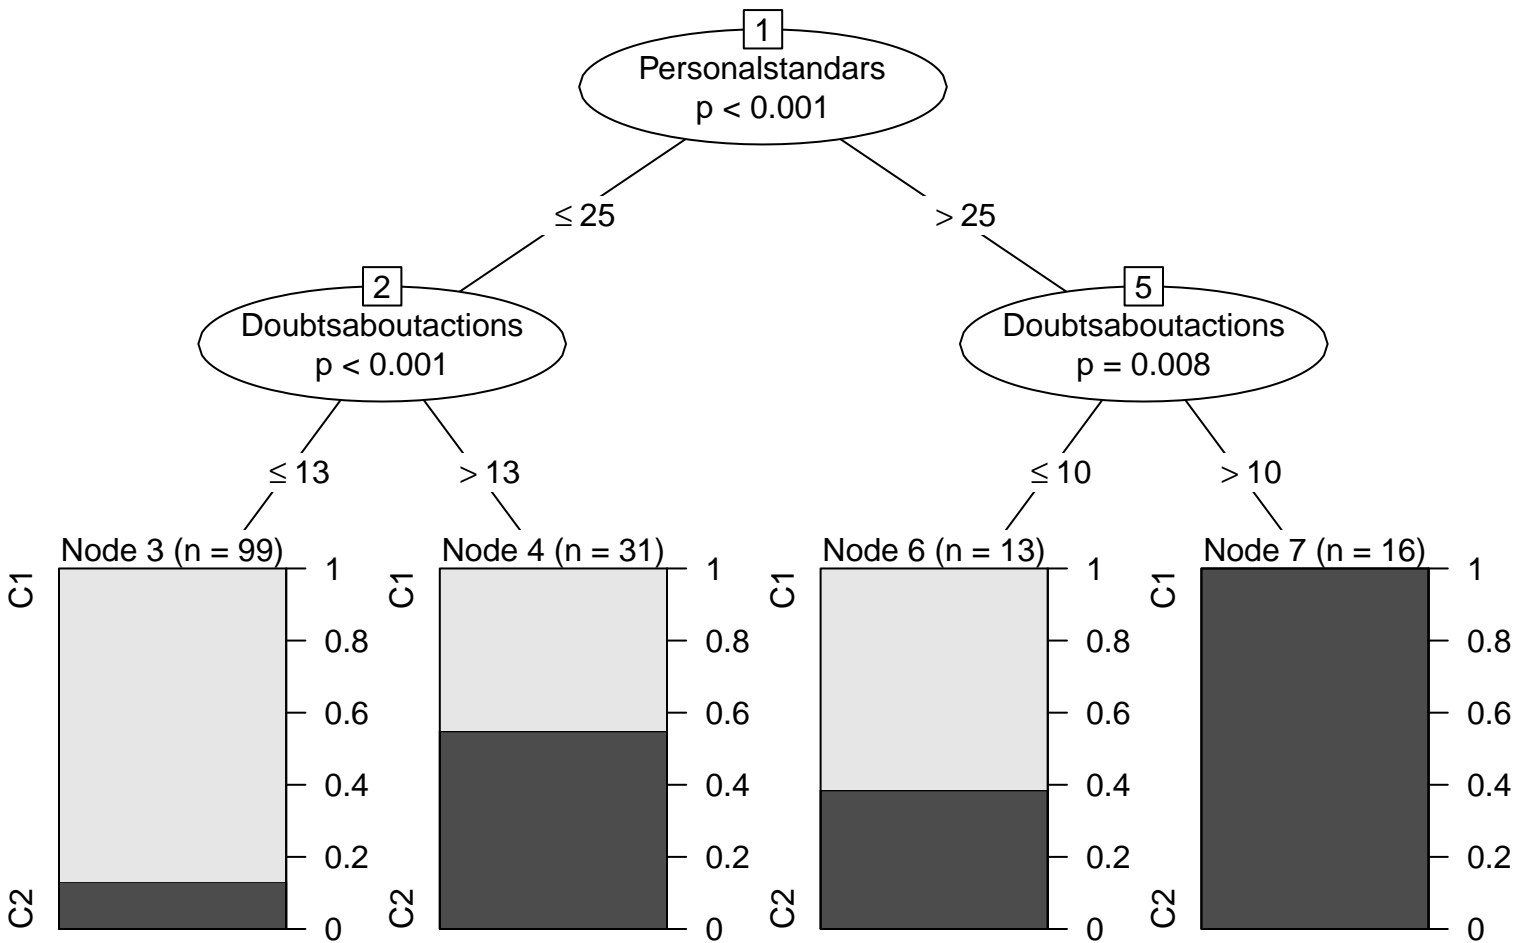 1
Personalstandars
p < 0.001
≤ 25
> 25
2
Doubtsaboutactions
p < 0.001
5
Doubtsaboutactions
p = 0.008
≤ 13
> 13
≤ 10
> 10
Node 3 (n = 99)
C1
C2
1
0.8
0.6
0.4
0.2
0
Node 4 (n = 31)
C1
C2
1
0.8
0.6
0.4
0.2
0
Node 6 (n = 13)
C1
C2
1
0.8
0.6
0.4
0.2
0
Node 7 (n = 16)
C1
C2
1
0.8
0.6
0.4
0.2
0